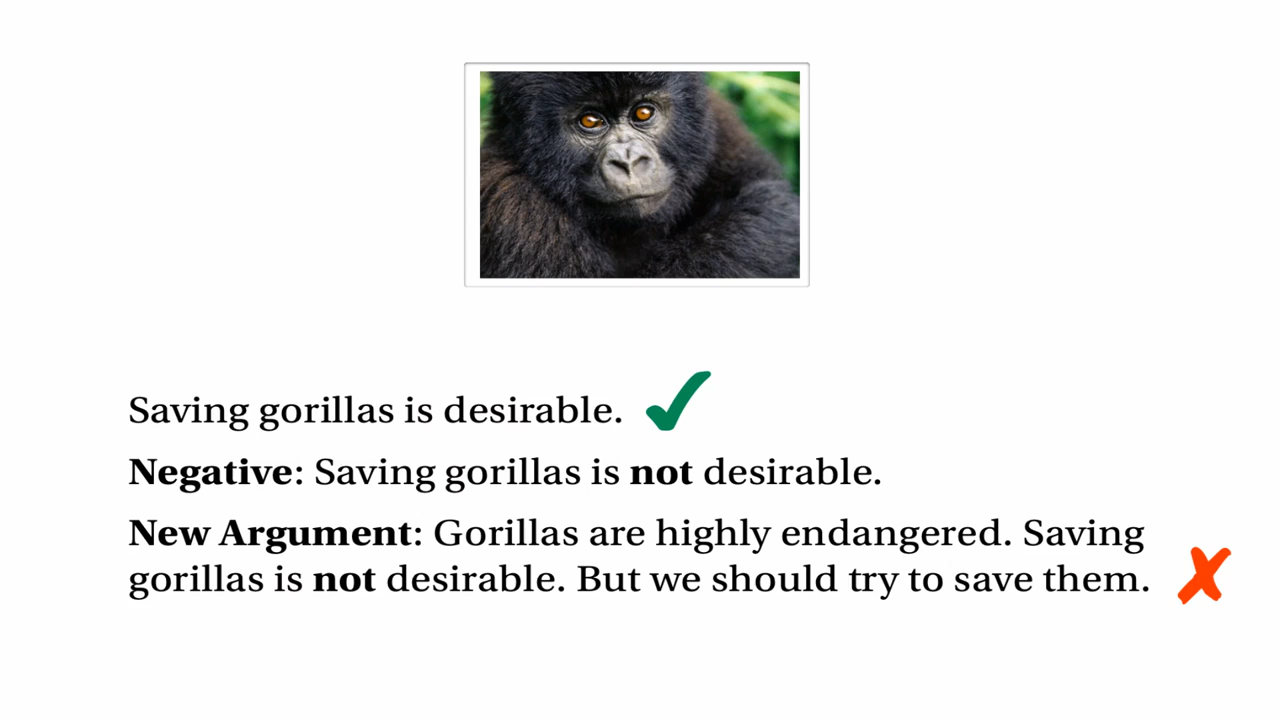 Saving gorillas is desirable.
Negative: Saving gorillas is not desirable.
New Argument: Gorillas are highly endangered. Saving
gorillas is not desirable. But we should try to save them.